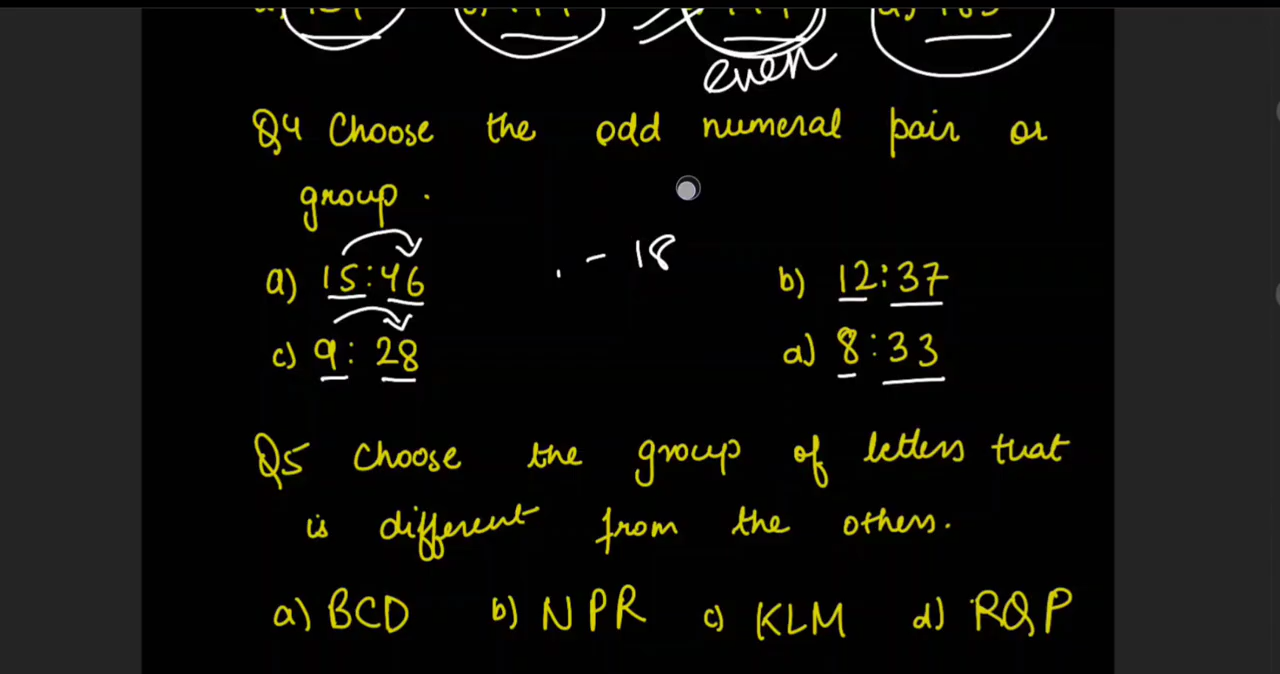 even
Q4 Choose the odd numeral pair or
group.
. - 18
a) 15:46 b) 12:37
c) 9: 28 a) 8:33
Q5 Choose the group of letters that
is different from the others.
a) BCD b) NPR c) KLM d) RQP